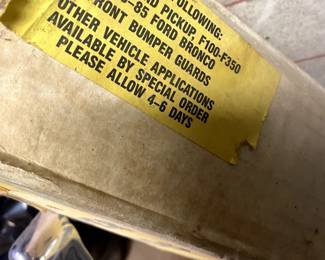 FOLLOWING:
PICKUP, F100-F350
-85 FORD BRONCO
FRONT BUMPER GUARDS
OTHER VEHICLE APPLICATIONS
AVAILABLE BY SPECIAL ORDER
PLEASE ALLOW 4-6 DAYS